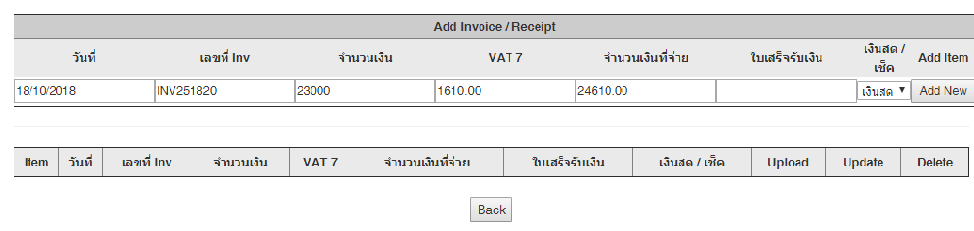 Add Invoice / Receipt
วันที่ เลขที่ Inv จำนวนเงิน VAT 7 จำนวนเงินที่จ่าย ใบเสร็จรับเงิน เงินสด / เช็ค Add Item
18/10/2018 INV251820 23000 1610.00 24610.00 เงินสด Add New
Item วันที่ เลขที่ Inv จำนวนเงิน VAT 7 จำนวนเงินที่จ่าย ใบเสร็จรับเงิน เงินสด / เช็ค Upload Update Delete
Back